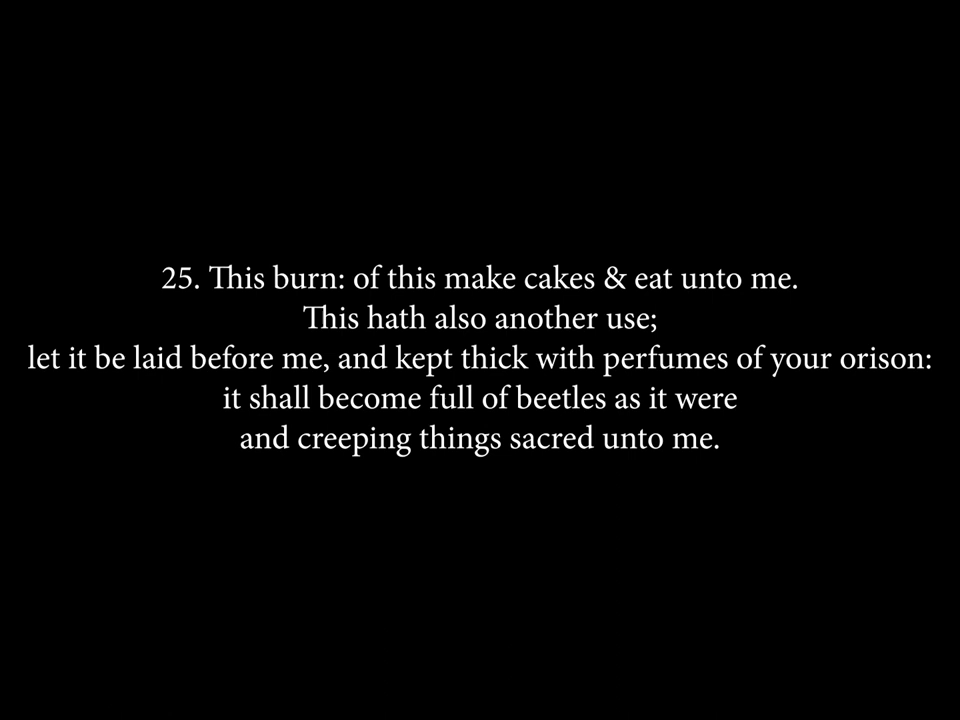 25. This burn: of this make cakes & eat unto me.
This hath also another use;
let it be laid before me, and kept thick with perfumes of your orison:
it shall become full of beetles as it were
and creeping things sacred unto me.